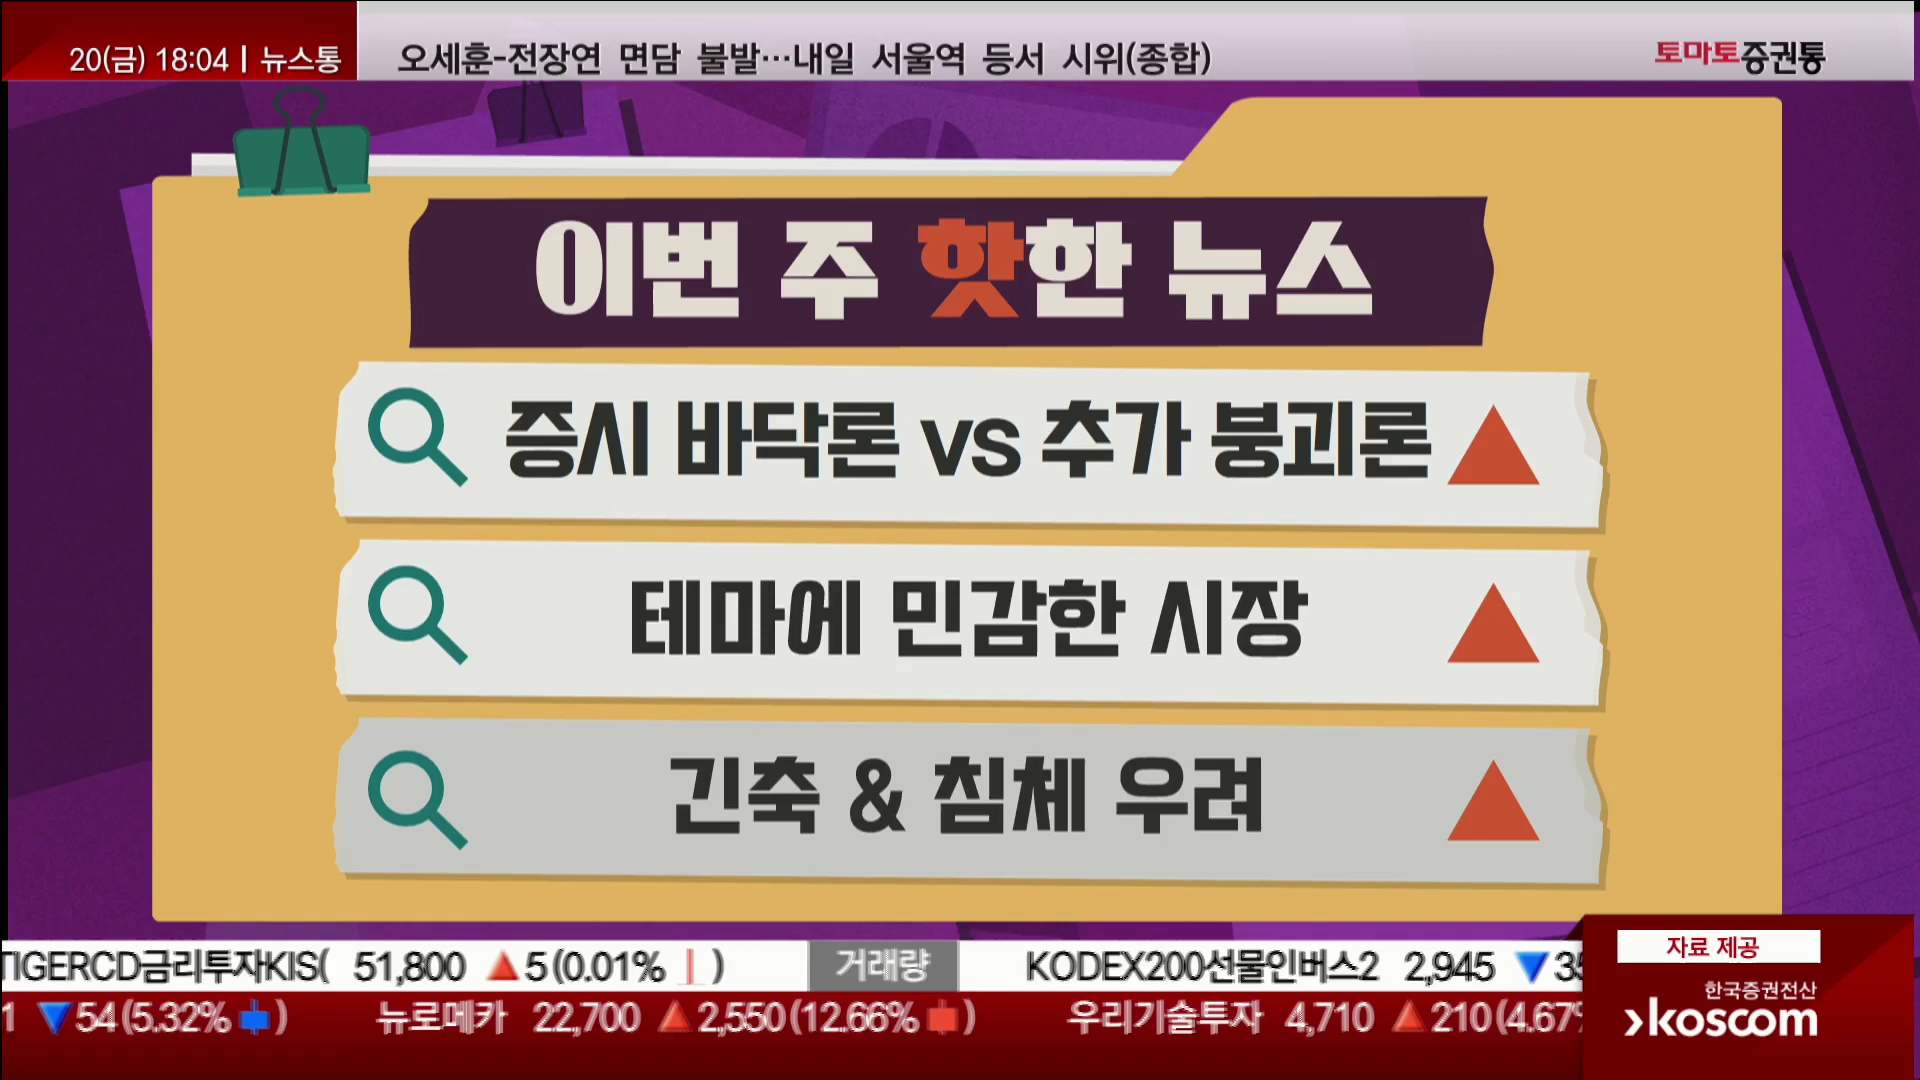 20(금) 18:04 | 뉴스통
오세훈-전장연 면담 불발…내일 서울역 등서 시위(종합)
토마토증권통
이번 주 핫한 뉴스
증시 바닥론 vs 추가 붕괴론 ▲
테마에 민감한 시장 ▲
긴축 & 침체 우려 ▲
TIGERCD금리투자KIS( 51,800 ▲5(0.01% ) 거래량 KODEX200선물인버스2 2,945 ▼35
1 ▼54(5.32% ) 뉴로메카 22,700 ▲2,550(12.66% ) 우리기술투자 4,710 ▲210(4.67%
자료 제공
한국증권전산
koscom